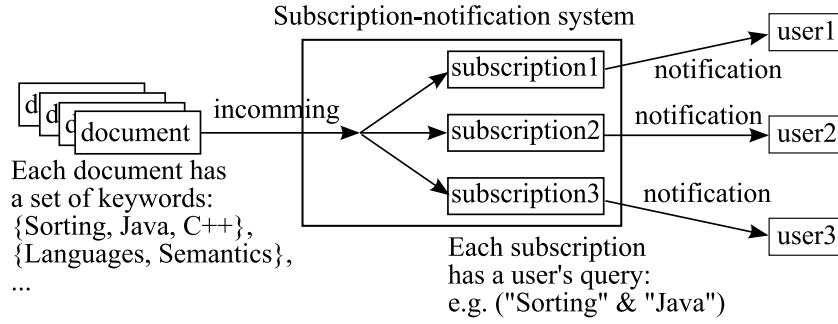 Subscription-notification system
user1
subscription1
notification
d
d
d
document
incomming
subscription2
notification
user2
Each document has
a set of keywords:
{Sorting, Java, C++},
{Languages, Semantics},
...
subscription3
notification
user3
Each subscription
has a user's query:
e.g. ("Sorting" & "Java")